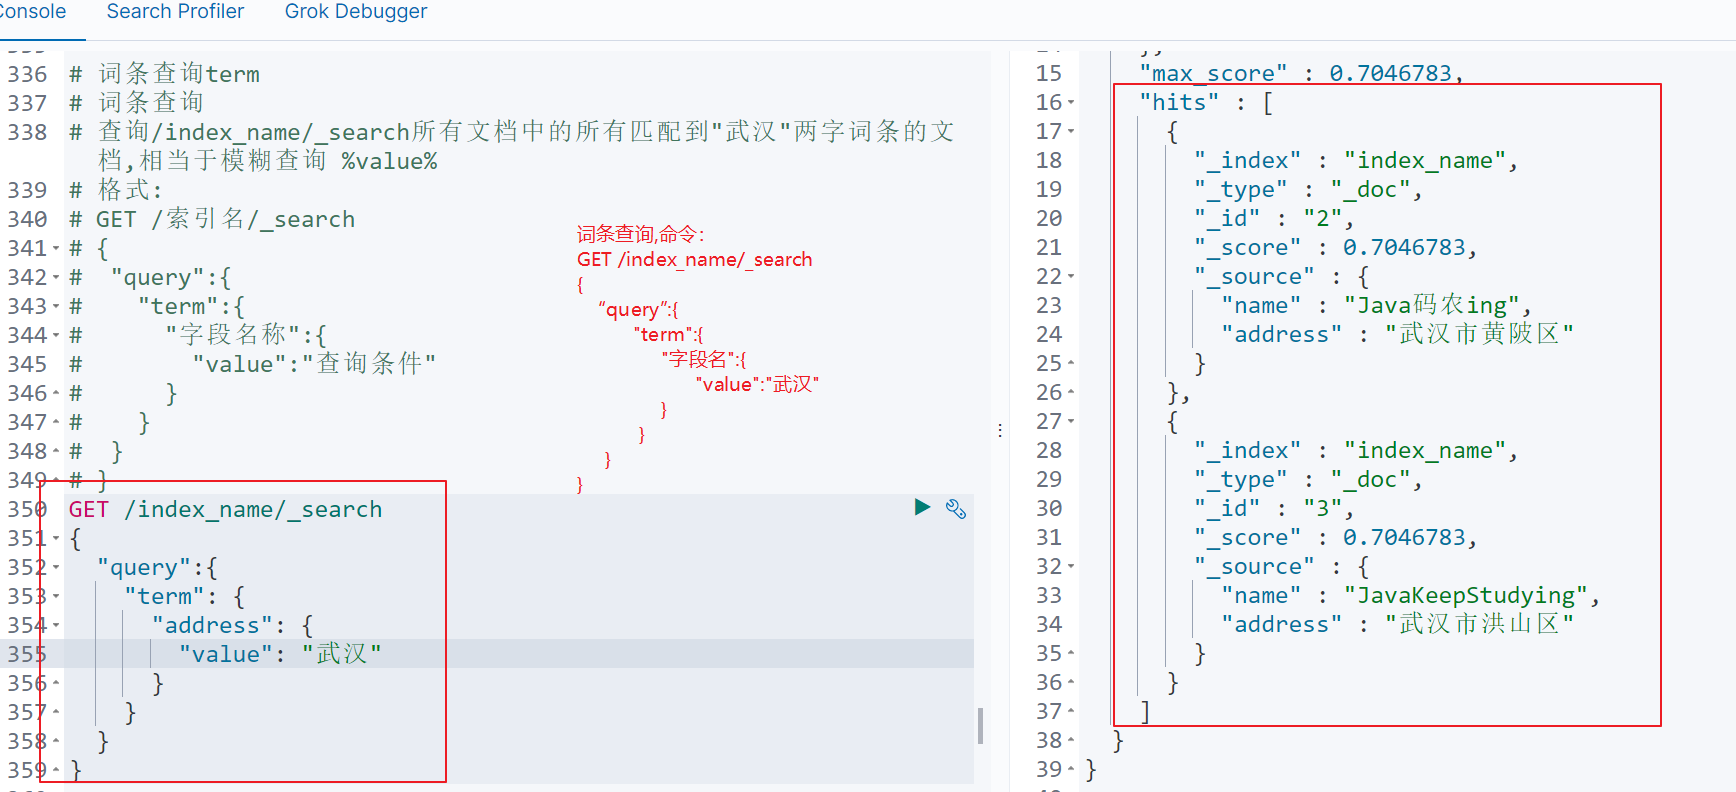 Console Search Profiler Grok Debugger
336 # 词条查询term
337 # 词条查询
338 # 查询/index_name/_search所有文档中的所有匹配到"武汉"两字词条的文
档,相当于模糊查询 %value%
339 # 格式:
340 # GET /索引名/_search
341 # {
342 #   "query":{
343 #     "term":{
344 #       "字段名称":{
345 #         "value":"查询条件"
346 #       }
347 #     }
348 #   }
349 # }
350 GET /index_name/_search
351 {
352   "query":{
353     "term": {
354       "address": {
355         "value": "武汉"
356       }
357     }
358   }
359 }
词条查询,命令:
GET /index_name/_search
{
“query”:{
"term":{
"字段名":{
"value":"武汉"
}
}
}
}
15 "max_score" : 0.7046783,
16 "hits" : [
17 {
18 "_index" : "index_name",
19 "_type" : "_doc",
20 "_id" : "2",
21 "_score" : 0.7046783,
22 "_source" : {
23 "name" : "Java码农ing",
24 "address" : "武汉市黄陂区"
25 }
26 },
27 {
28 "_index" : "index_name",
29 "_type" : "_doc",
30 "_id" : "3",
31 "_score" : 0.7046783,
32 "_source" : {
33 "name" : "JavaKeepStudying",
34 "address" : "武汉市洪山区"
35 }
36 }
37 ]
38 }
39 }